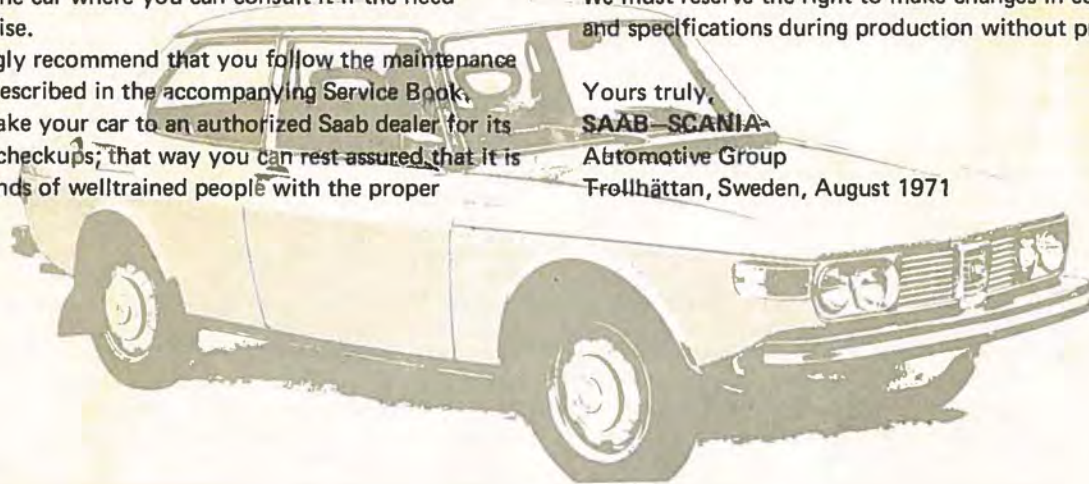 the car where you can consult it if the need
ise.
gly recommend that you follow the maintenance
escribed in the accompanying Service Book.
ake your car to an authorized Saab dealer for its
checkups; that way you can rest assured that it is
nds of welltrained people with the proper
and specifications during production without p
Yours truly,
SAAB–SCANIA
Automotive Group
Trollhättan, Sweden, August 1971